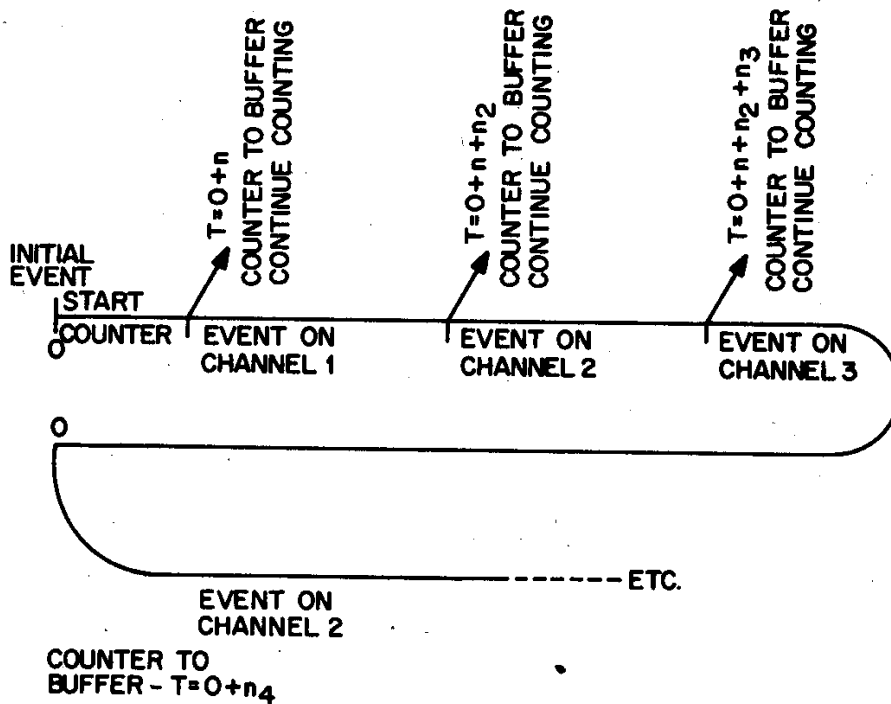 T=0+n
COUNTER TO BUFFER
CONTINUE COUNTING
T=0+n+n2
COUNTER TO BUFFER
CONTINUE COUNTING
T=0+n+n2+n3
COUNTER TO BUFFER
CONTINUE COUNTING
INITIAL
EVENT
START
COUNTER
0
EVENT ON
CHANNEL 1
EVENT ON
CHANNEL 2
EVENT ON
CHANNEL 3
0
ETC.
EVENT ON
CHANNEL 2
COUNTER TO
BUFFER - T=0+n4